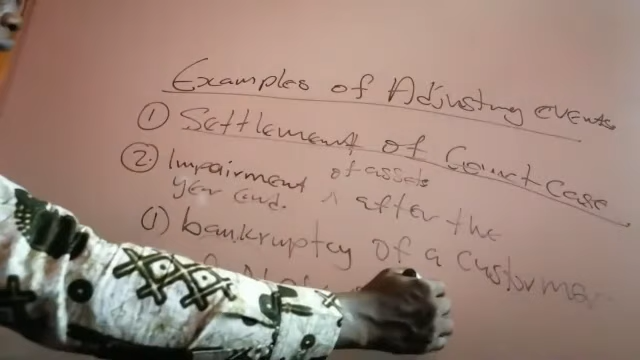 Examples of Adjusting events.
① Settlement of Court case
② Impairment of assets after the
year end.
(1) bankruptcy of a customer